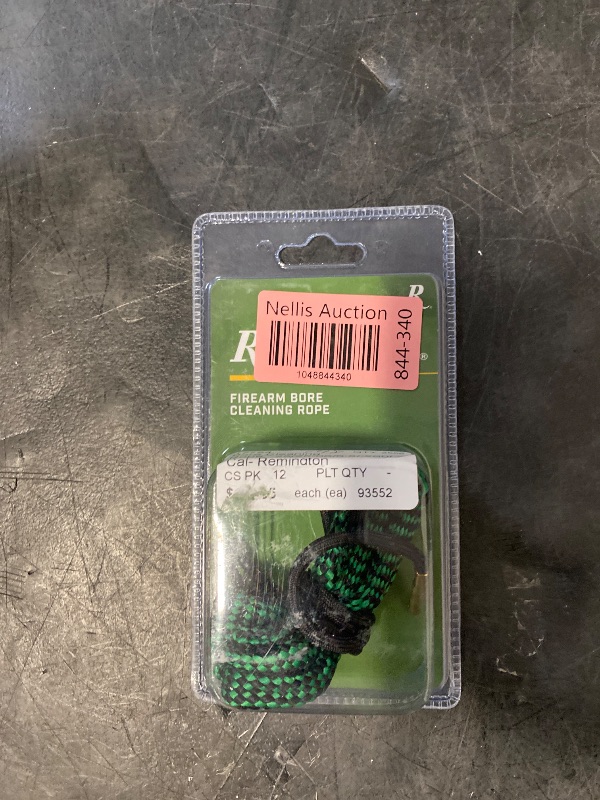 R
Nellis Auction
1048844340
844-340
R ®
FIREARM BORE
CLEANING ROPE
Cal- Remington
CS PK 12 PLT QTY -
$ each (ea) 93552